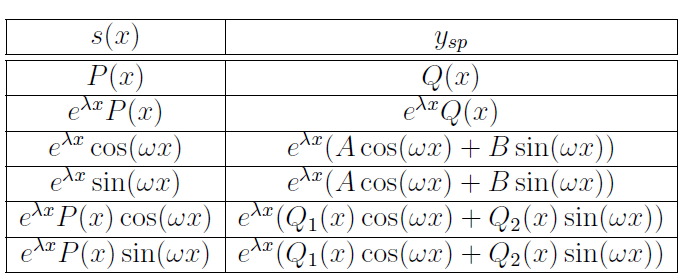 s(x) y_{sp}
P(x) Q(x)
e^{λx}P(x) e^{λx}Q(x)
e^{λx} cos(ωx) e^{λx}(A cos(ωx) + B sin(ωx))
e^{λx} sin(ωx) e^{λx}(A cos(ωx) + B sin(ωx))
e^{λx}P(x) cos(ωx) e^{λx}(Q_1(x) cos(ωx) + Q_2(x) sin(ωx))
e^{λx}P(x) sin(ωx) e^{λx}(Q_1(x) cos(ωx) + Q_2(x) sin(ωx))